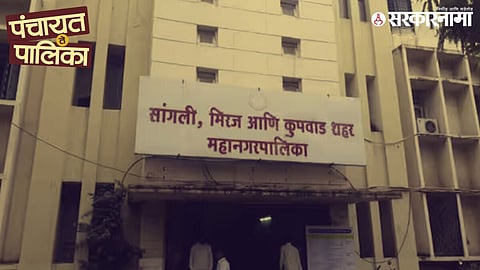 पंचायत
ते
पालिका
सरकारनामा
सांगली, मिरज आणि कुपवाड शहर
महानगरपालिका